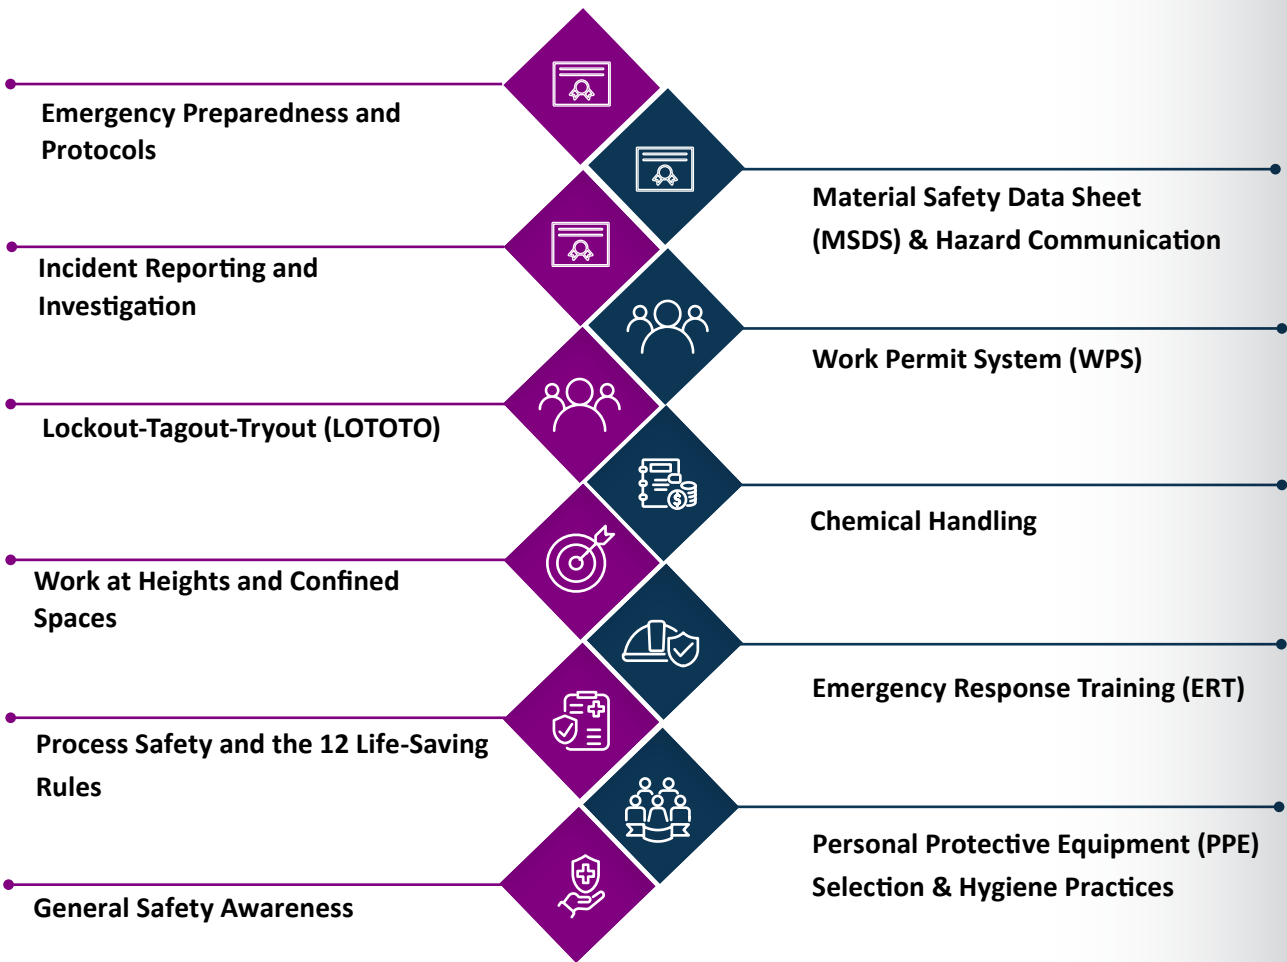 Emergency Preparedness and
Protocols
Material Safety Data Sheet
(MSDS) & Hazard Communication
Incident Reporting and
Investigation
Work Permit System (WPS)
Lockout-Tagout-Tryout (LOTOTO)
Chemical Handling
Work at Heights and Confined
Spaces
Emergency Response Training (ERT)
Process Safety and the 12 Life-Saving
Rules
Personal Protective Equipment (PPE)
Selection & Hygiene Practices
General Safety Awareness